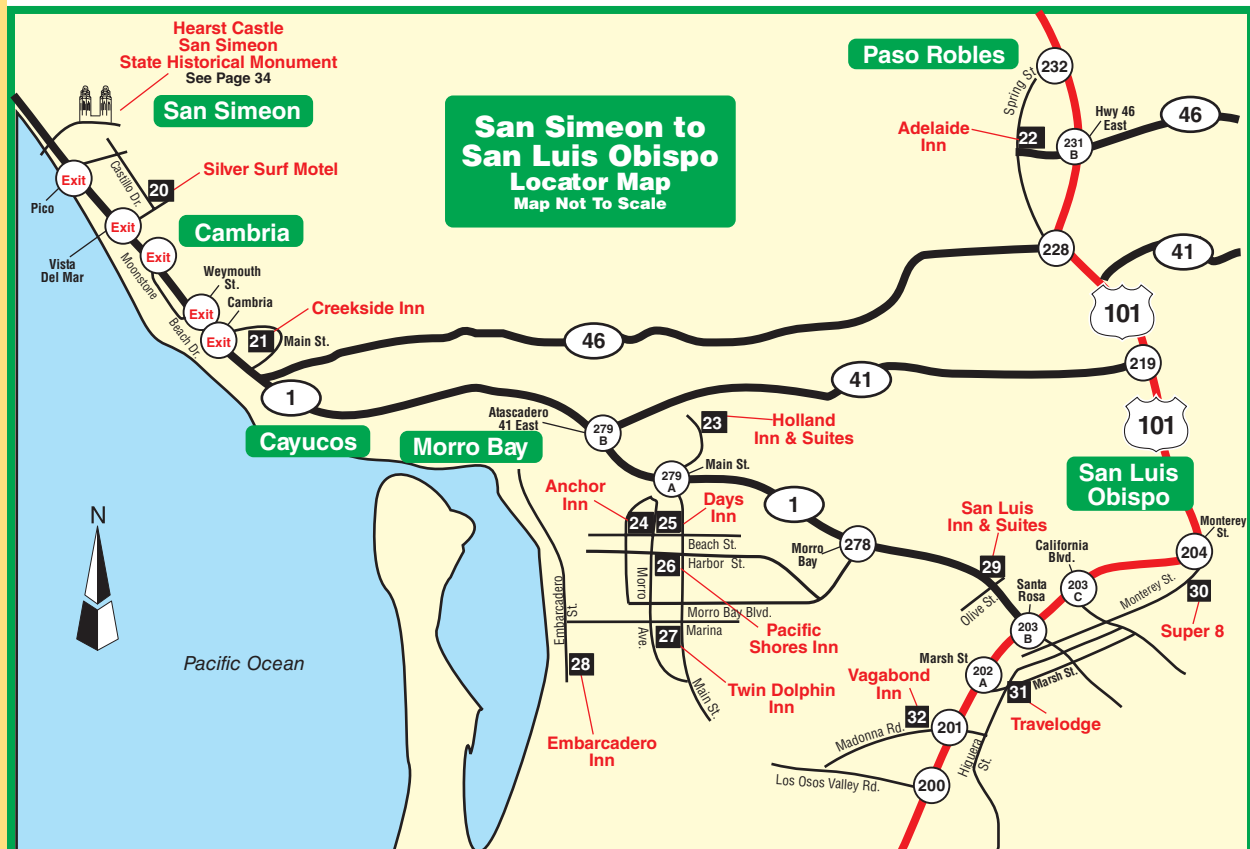 Hearst Castle
San Simeon
State Historical Monument
See Page 34
San Simeon
Silver Surf Motel
20
Castillo Dr.
Exit
Pico
Exit
Vista
Del Mar
Cambria
Exit
Moonstone
Beach Dr.
Weymouth
St.
Exit
Cambria
Exit
Creekside Inn
21
Main St.
San Simeon to
San Luis Obispo
Locator Map
Map Not To Scale
Paso Robles
232
Spring St.
Adelaide
Inn
22
231
B
Hwy 46
East
46
228
41
101
46
1
41
219
101
Cayucos
Morro Bay
Atascadero
41 East
279
B
23
Holland
Inn & Suites
279
A
Main St.
Anchor
Inn
24
25
Days
Inn
Beach St.
26
Harbor St.
Morro
Ave.
Morro Bay Blvd.
Marina
27
Pacific
Shores Inn
Twin Dolphin
Inn
Main St.
Embarcadero
St.
28
Embarcadero
Inn
1
Morro
Bay
278
San Luis
Obispo
San Luis
Inn & Suites
29
Olive St.
California
Blvd.
203
C
Monterey
St.
204
Monterey St.
30
Super 8
Santa
Rosa
203
B
Marsh St
202
A
Marsh St.
31
Travelodge
Vagabond
Inn
32
201
Madonna Rd.
Higuera
St.
Los Osos Valley Rd.
200
N
Pacific Ocean